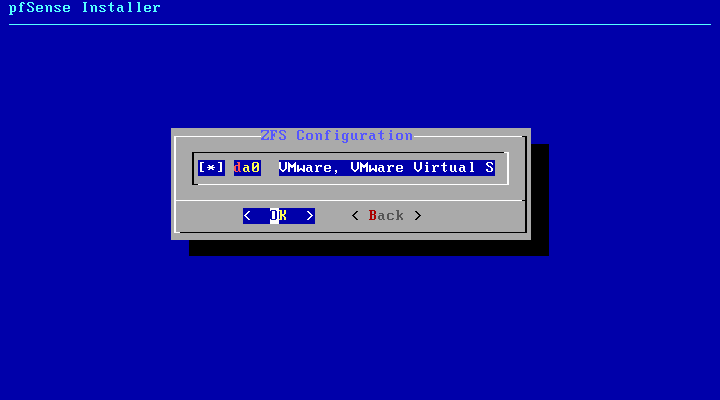 pfSense Installer
ZFS Configuration
[*] da0 VMware, VMware Virtual S
< OK > < Back >